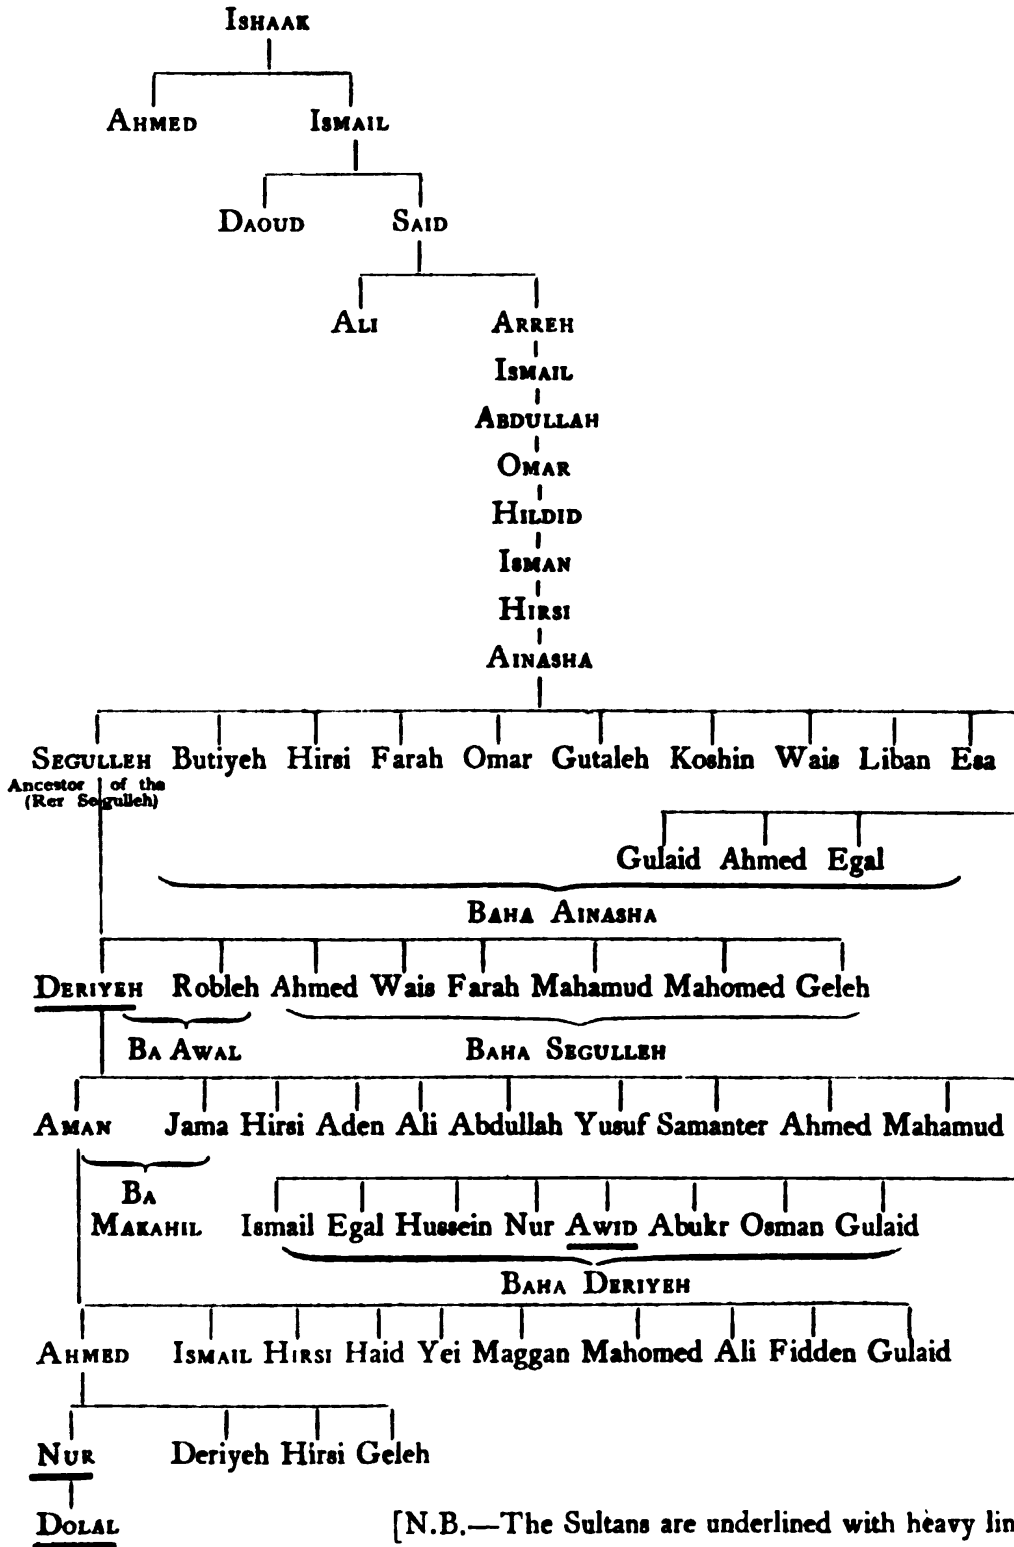 ISHAAK
AHMED ISMAIL
DAOUD SAID
ALI ARREH
ISMAIL
ABDULLAH
OMAR
HILDID
ISMAN
HIRSI
AINASHA
SEGULLEH Butiyeh Hirsi Farah Omar Gutaleh Koshin Wais Liban Esa
Ancestor of the
(Rer Segulleh)
Gulaid Ahmed Egal
BAHA AINASHA
DERIYEH Robleh Ahmed Wais Farah Mahamud Mahomed Geleh
BA AWAL BAHA SEGULLEH
AMAN Jama Hirsi Aden Ali Abdullah Yusuf Samanter Ahmed Mahamud
BA
MAKAHIL
Ismail Egal Hussein Nur AWID Abukr Osman Gulaid
BAHA DERIYEH
AHMED ISMAIL HIRSI Haid Yei Maggan Mahomed Ali Fidden Gulaid
NUR Deriyeh Hirsi Geleh
DOLAL
[N.B.—The Sultans are underlined with heavy lin